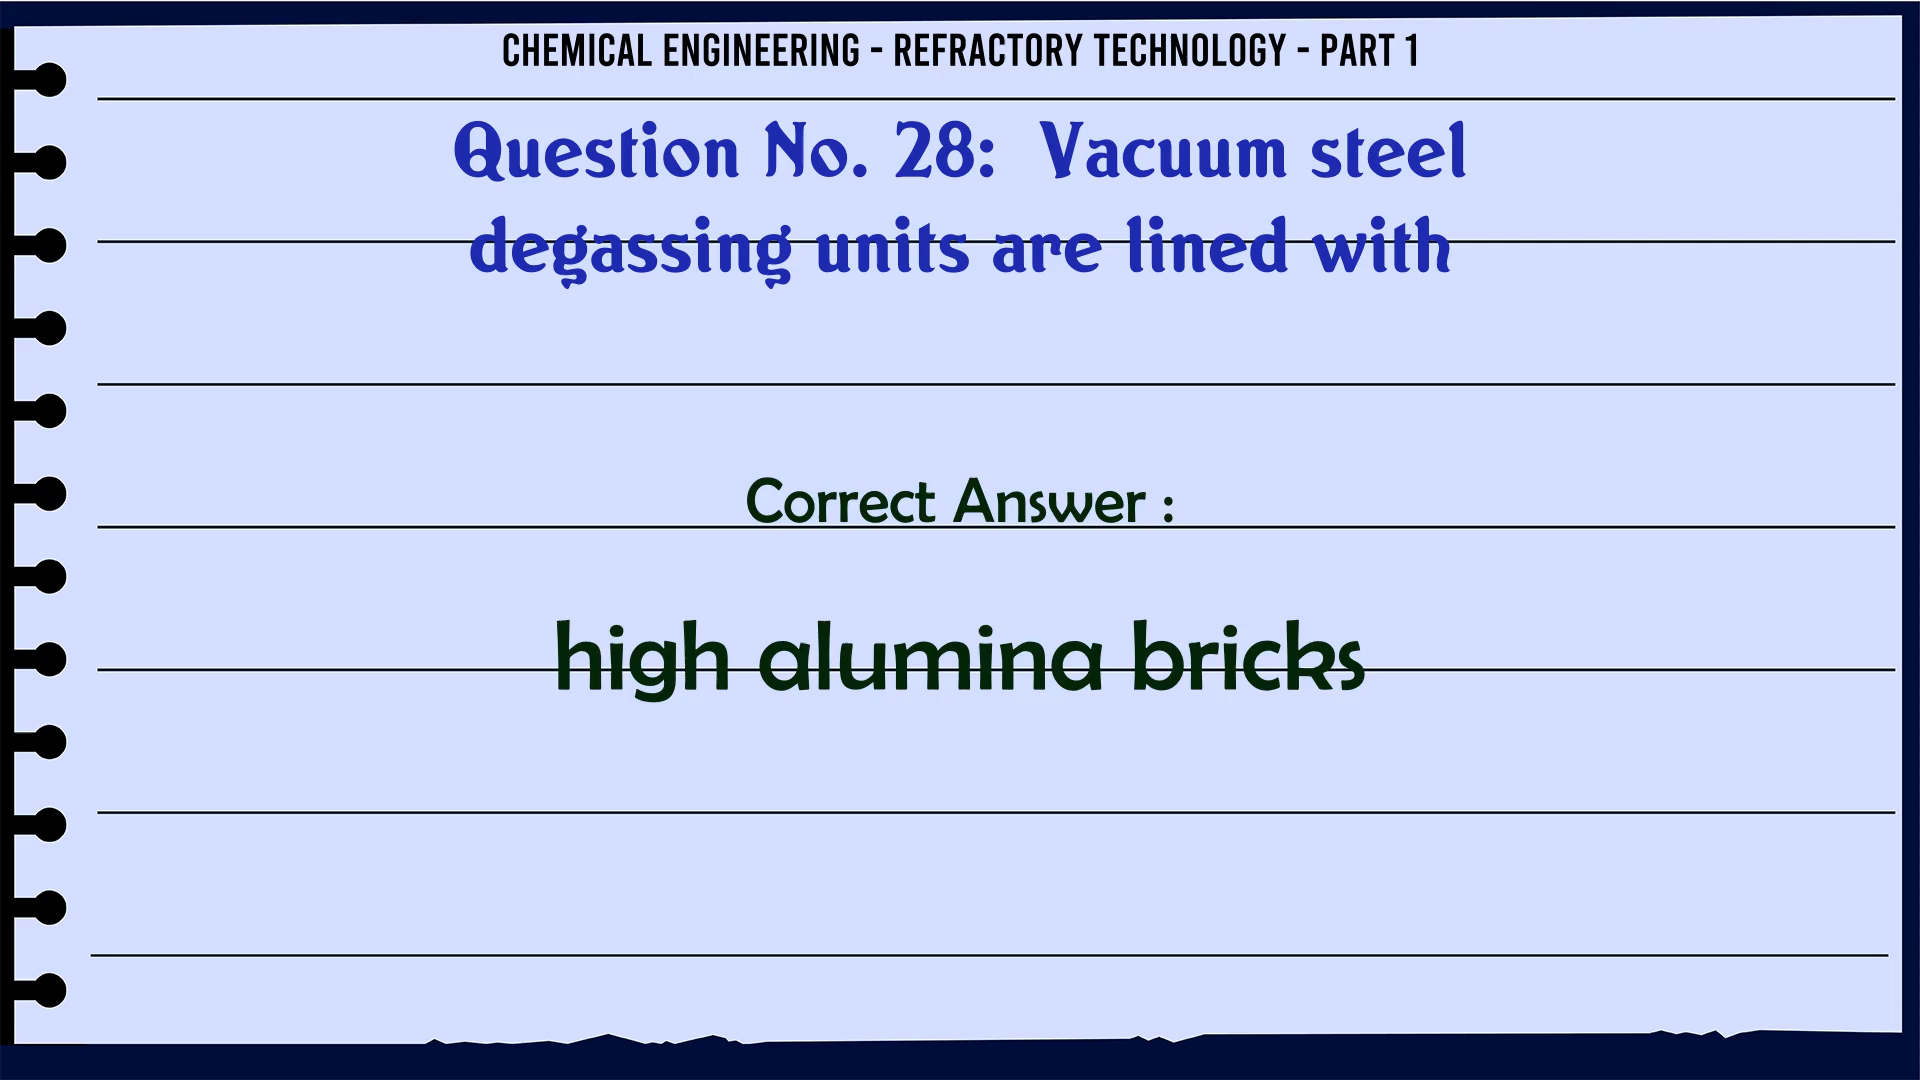 CHEMICAL ENGINEERING - REFRACTORY TECHNOLOGY - PART 1
Question No. 28: Vacuum steel
degassing units are lined with
Correct Answer :
high alumina bricks